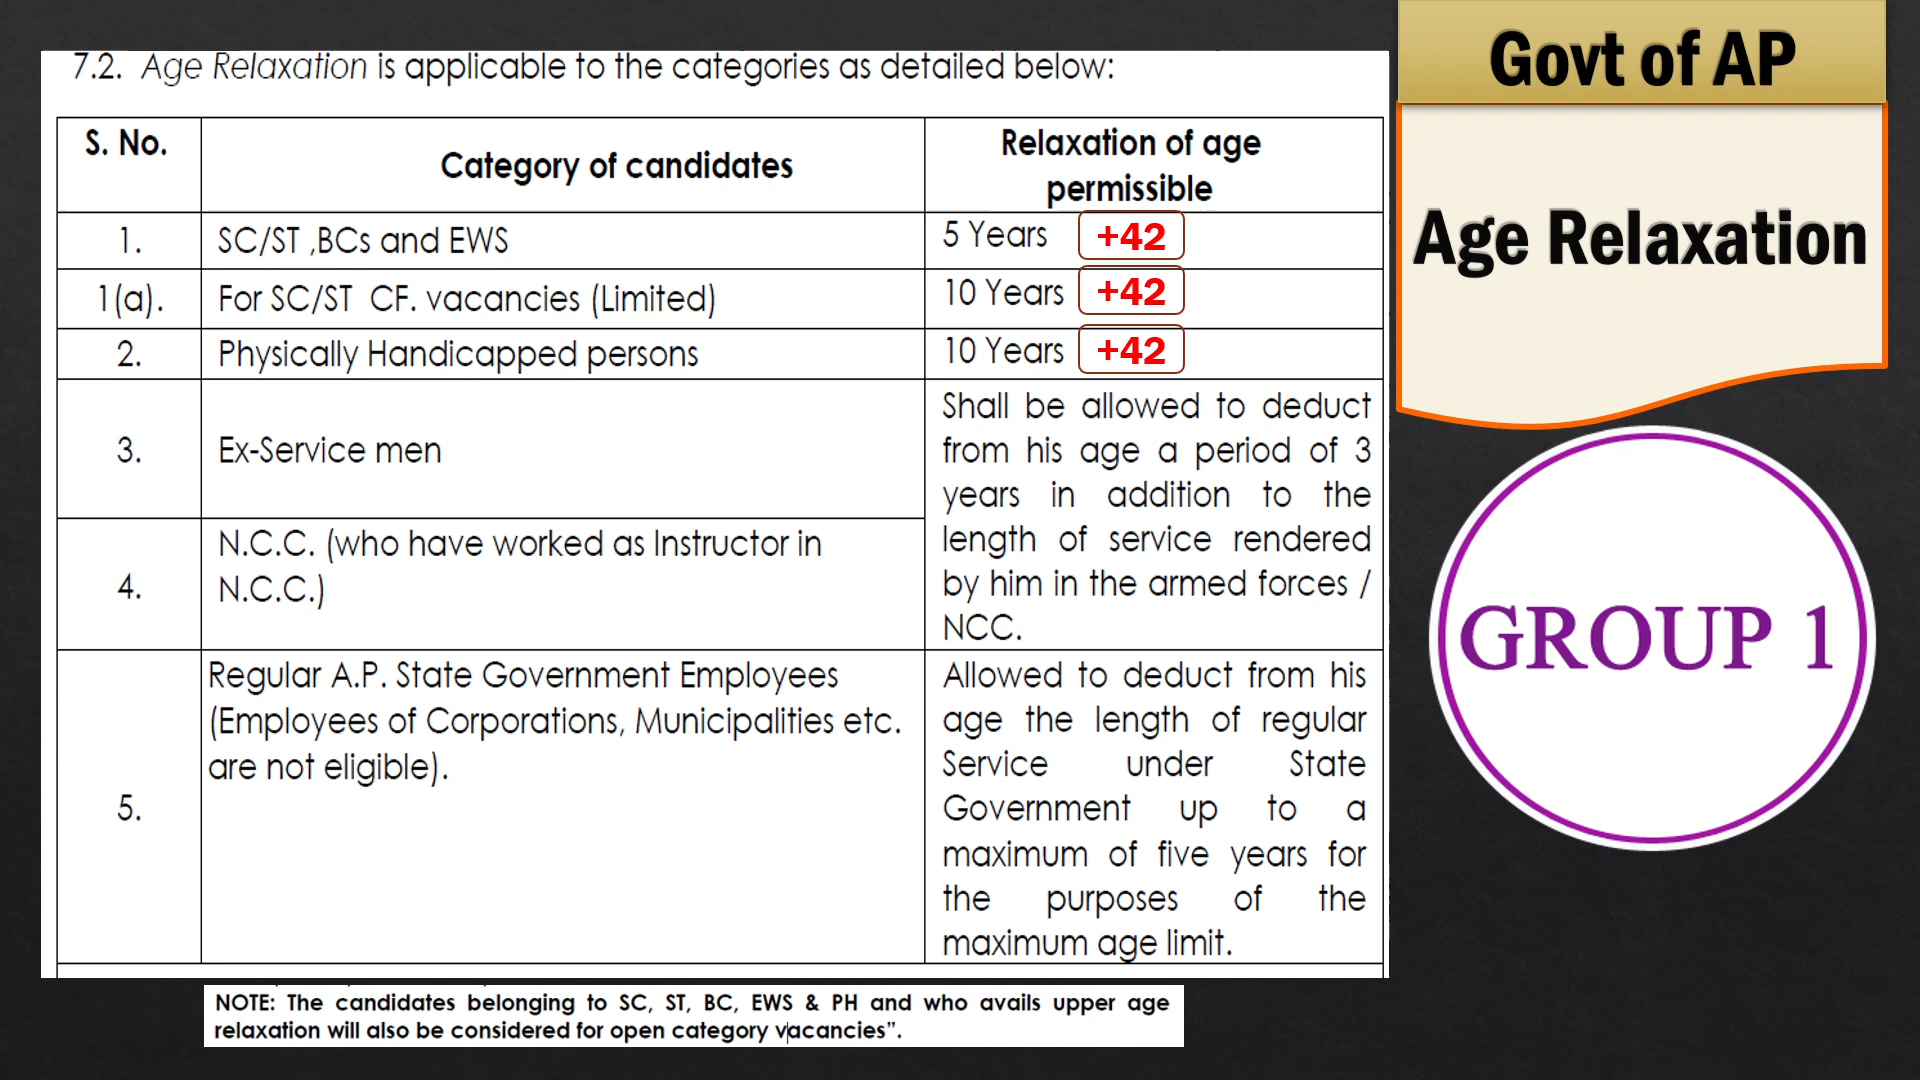 7.2. Age Relaxation is applicable to the categories as detailed below:
S. No.
Category of candidates
Relaxation of age
permissible
1.
SC/ST ,BCs and EWS
5 Years
+42
1(a).
For SC/ST CF. vacancies (Limited)
10 Years
+42
2.
Physically Handicapped persons
10 Years
+42
3.
Ex-Service men
Shall be allowed to deduct
from his age a period of 3
years in addition to the
length of service rendered
by him in the armed forces /
NCC.
4.
N.C.C. (who have worked as Instructor in
N.C.C.)
5.
Regular A.P. State Government Employees
(Employees of Corporations, Municipalities etc.
are not eligible).
Allowed to deduct from his
age the length of regular
Service under State
Government up to a
maximum of five years for
the purposes of the
maximum age limit.
NOTE: The candidates belonging to SC, ST, BC, EWS & PH and who avails upper age
relaxation will also be considered for open category vacancies”.
Govt of AP
Age Relaxation
GROUP 1